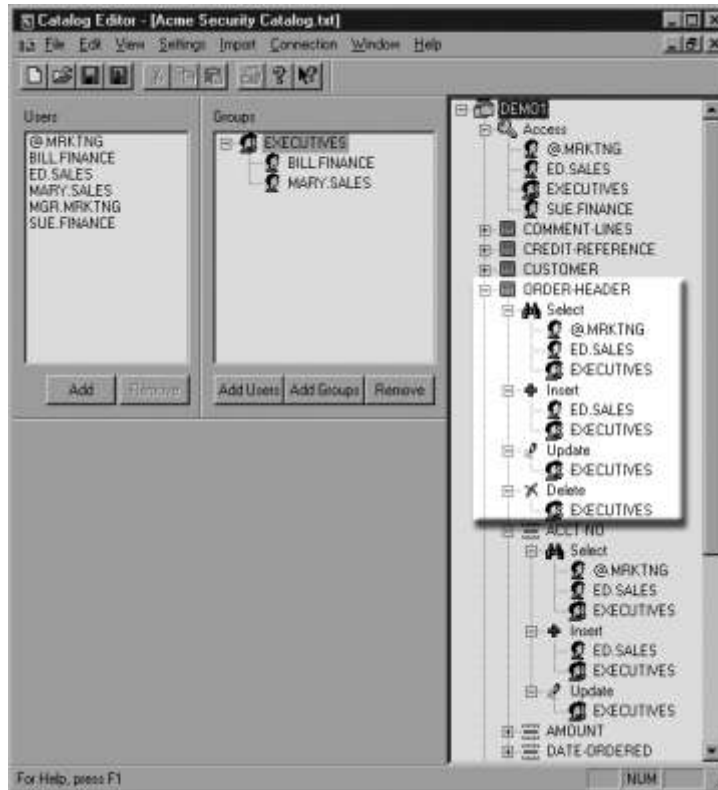 Catalog Editor - [Acme Security Catalog.txt]
File Edit View Settings Import Connection Window Help
Users
@.MRKTNG
BILL.FINANCE
ED.SALES
MARY.SALES
MGR.MRKTNG
SUE.FINANCE
Add Remove
Groups
EXECUTIVES
BILL.FINANCE
MARY.SALES
Add Users Add Groups Remove
DEMO1
Access
@.MRKTNG
ED.SALES
EXECUTIVES
SUE.FINANCE
COMMENT-LINES
CREDIT-REFERENCE
CUSTOMER
ORDER-HEADER
Select
@.MRKTNG
ED.SALES
EXECUTIVES
Insert
ED.SALES
EXECUTIVES
Update
EXECUTIVES
Delete
EXECUTIVES
ACCT-NO
Select
@.MRKTNG
ED.SALES
EXECUTIVES
Insert
ED.SALES
EXECUTIVES
Update
EXECUTIVES
AMOUNT
DATE-ORDERED
For Help, press F1
NUM